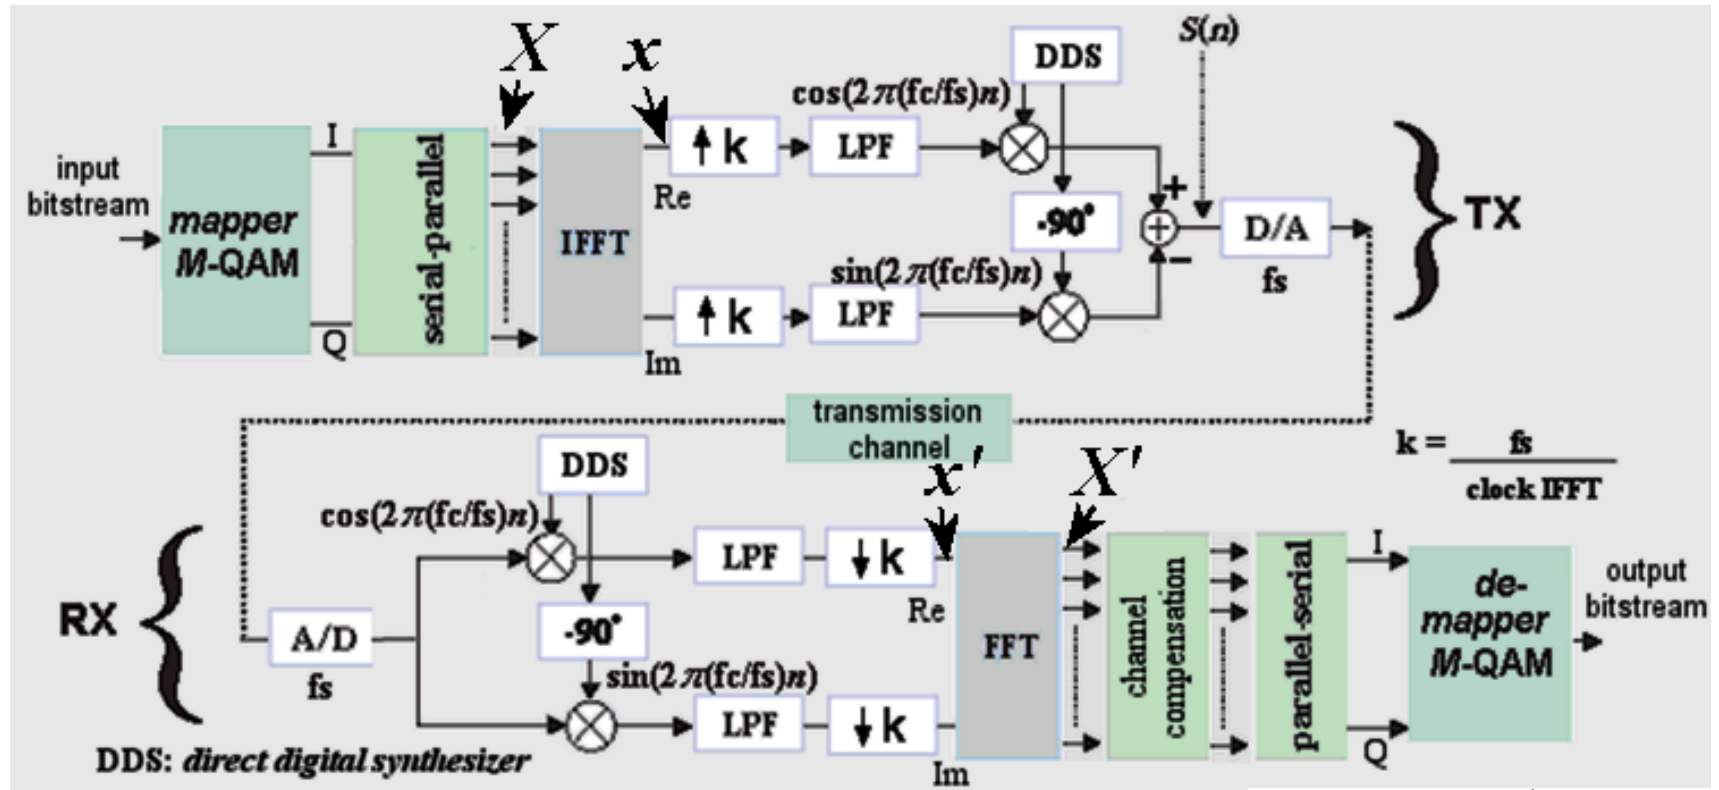 X
x
DDS
S(n)
cos(2π(fc/fs)n)
I
serial-parallel
↑ k
LPF
input
bitstream
mapper
M-QAM
Re
IFFT
-90°
+
D/A
TX
fs
sin(2π(fc/fs)n)
−
↑ k
LPF
Q
Im
transmission
channel
k = fs
clock IFFT
DDS
x'
X'
cos(2π(fc/fs)n)
LPF
↓ k
Re
I
RX
A/D
fs
-90°
FFT
channel
compensation
parallel-serial
de-
mapper
M-QAM
output
bitstream
sin(2π(fc/fs)n)
LPF
↓ k
Im
Q
DDS: direct digital synthesizer